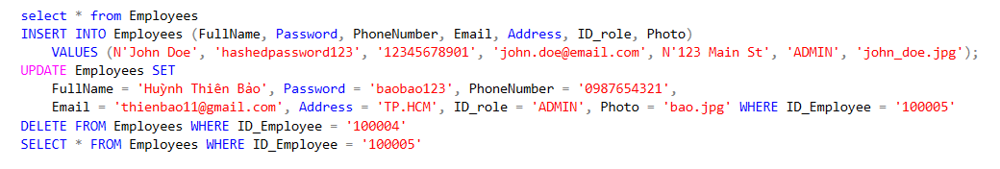 select * from Employees
INSERT INTO Employees (FullName, Password, PhoneNumber, Email, Address, ID_role, Photo)
VALUES (N'John Doe', 'hashedpassword123', '12345678901', 'john.doe@email.com', N'123 Main St', 'ADMIN', 'john_doe.jpg');
UPDATE Employees SET
FullName = 'Huỳnh Thiên Bảo', Password = 'baobao123', PhoneNumber = '0987654321',
Email = 'thienbao11@gmail.com', Address = 'TP.HCM', ID_role = 'ADMIN', Photo = 'bao.jpg' WHERE ID_Employee = '100005'
DELETE FROM Employees WHERE ID_Employee = '100004'
SELECT * FROM Employees WHERE ID_Employee = '100005'